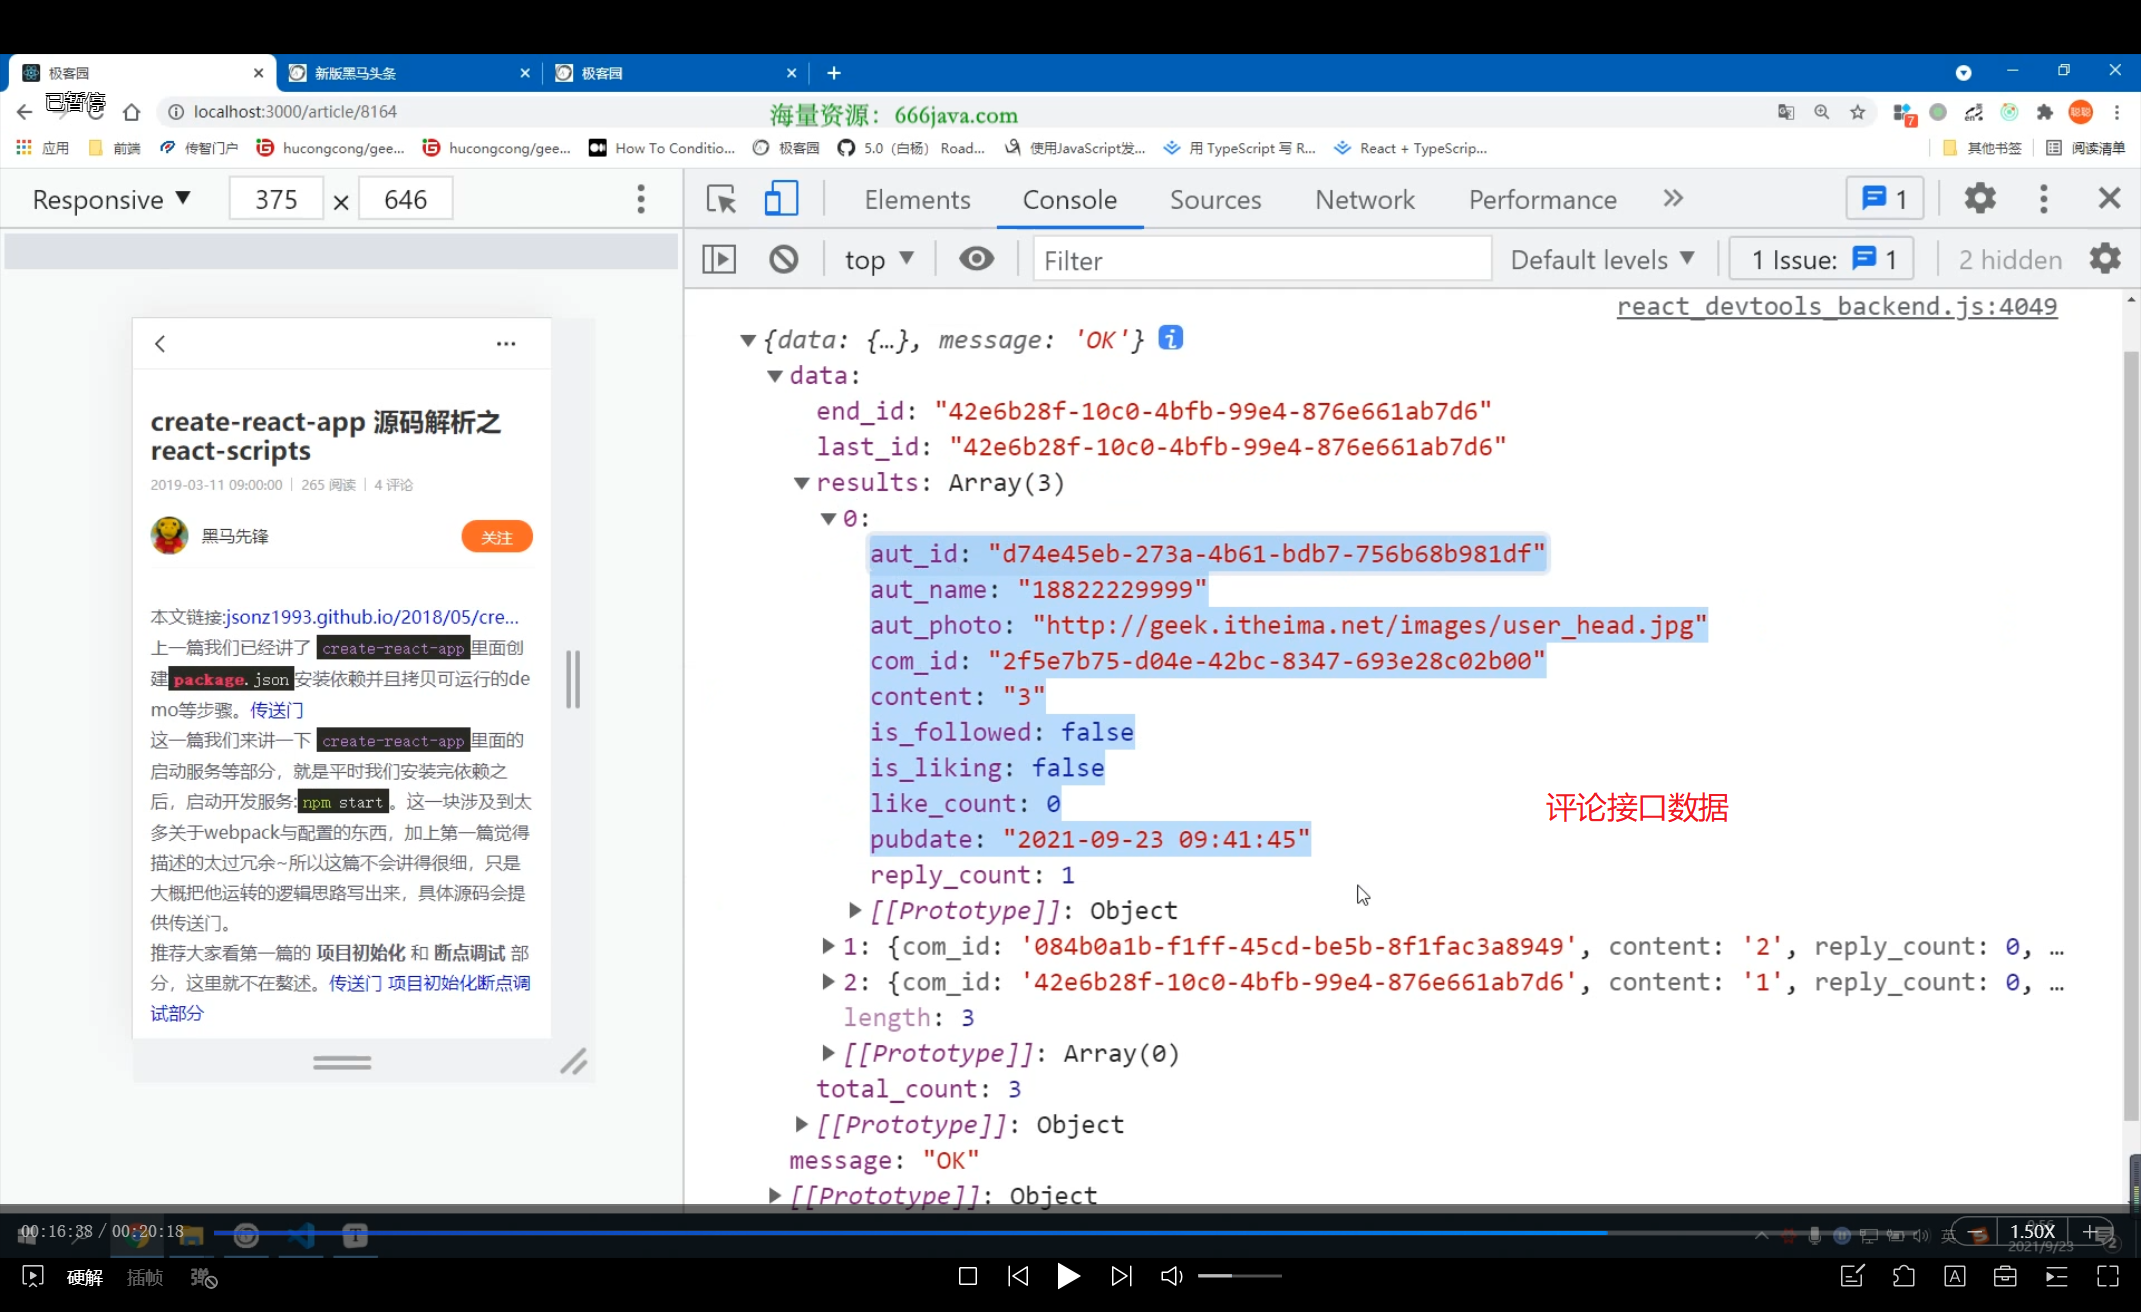 极客园
新版黑马头条
极客园
已暂停
localhost:3000/article/8164
海量资源：666java.com
7
聪聪
应用
前端
传智门户
hucongcong/gee...
hucongcong/gee...
How To Conditio...
极客园
5.0（白杨）Road...
使用JavaScript发...
用 TypeScript 写 R...
React + TypeScrip...
其他书签
阅读清单
Responsive ▼ 375 × 646
Elements Console Sources Network Performance » 1
top ▼ Filter Default levels ▼ 1 Issue: 1 2 hidden
react_devtools_backend.js:4049
create-react-app 源码解析之
react-scripts
2019-03-11 09:00:00 | 265 阅读 | 4 评论
黑马先锋
关注
本文链接:jsonz1993.github.io/2018/05/cre...
上一篇我们已经讲了 create-react-app 里面创
建 package.json 安装依赖并且拷贝可运行的de
mo等步骤。传送门
这一篇我们来讲一下 create-react-app 里面的
启动服务等部分，就是平时我们安装完依赖之
后，启动开发服务:npm start 。这一块涉及到太
多关于webpack与配置的东西，加上第一篇觉得
描述的太过冗余~所以这篇不会讲得很细，只是
大概把他运转的逻辑思路写出来，具体源码会提
供传送门。
推荐大家看第一篇的 项目初始化 和 断点调试 部
分，这里就不在螯述。传送门 项目初始化断点调
试部分
▼{data: {…}, message: 'OK'} i
▼data:
end_id: "42e6b28f-10c0-4bfb-99e4-876e661ab7d6"
last_id: "42e6b28f-10c0-4bfb-99e4-876e661ab7d6"
▼results: Array(3)
▼0:
aut_id: "d74e45eb-273a-4b61-bdb7-756b68b981df"
aut_name: "18822229999"
aut_photo: "http://geek.itheima.net/images/user_head.jpg"
com_id: "2f5e7b75-d04e-42bc-8347-693e28c02b00"
content: "3"
is_followed: false
is_liking: false
like_count: 0
评论接口数据
pubdate: "2021-09-23 09:41:45"
reply_count: 1
▶[[Prototype]]: Object
▶1: {com_id: '084b0a1b-f1ff-45cd-be5b-8f1fac3a8949', content: '2', reply_count: 0, …
▶2: {com_id: '42e6b28f-10c0-4bfb-99e4-876e661ab7d6', content: '1', reply_count: 0, …
length: 3
▶[[Prototype]]: Array(0)
total_count: 3
▶[[Prototype]]: Object
message: "OK"
▶[[Prototype]]: Object
00:16:38 / 00:20:18
英
1.50X
2021/9/23
2
硬解 插帧 弹